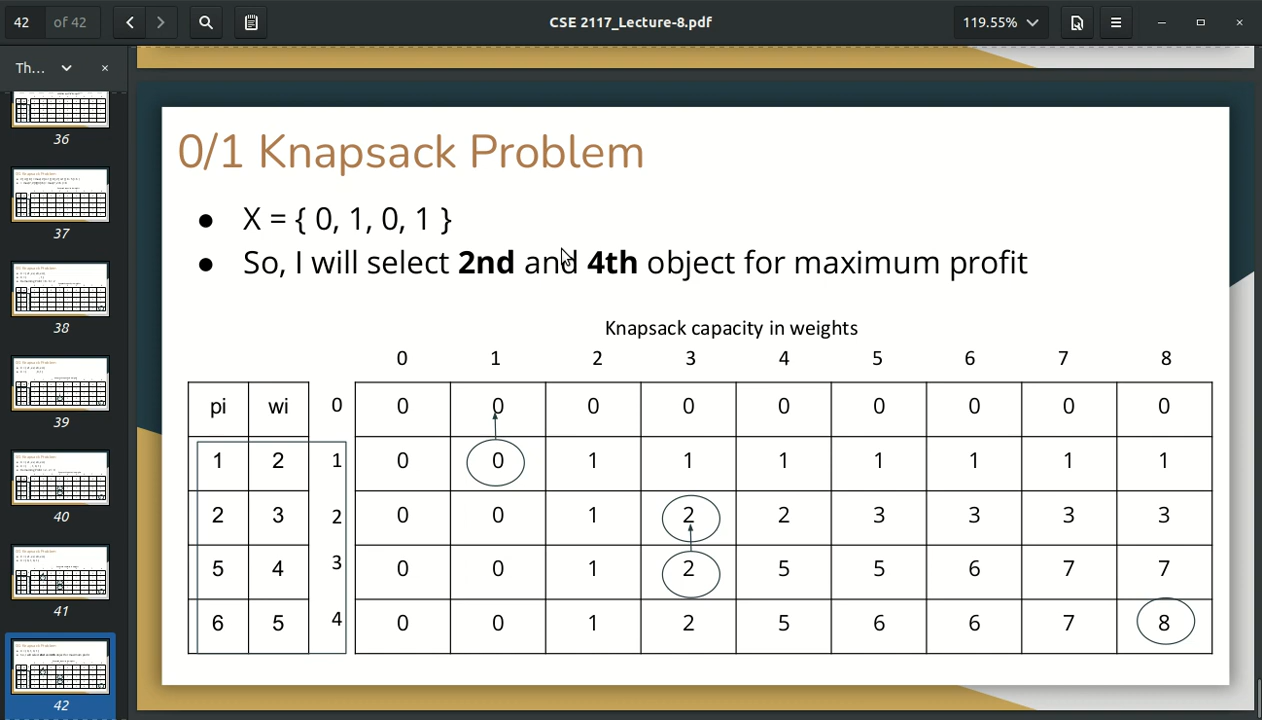 42 of 42
CSE 2117_Lecture-8.pdf
119.55%
Th...
36
37
38
39
40
41
42
0/1 Knapsack Problem
● X = { 0, 1, 0, 1 }
● So, I will select 2nd and 4th object for maximum profit
Knapsack capacity in weights
0 1 2 3 4 5 6 7 8
pi wi 0 0 0 0 0 0 0 0 0 0
1 2 1 0 0 1 1 1 1 1 1 1
2 3 2 0 0 1 2 2 3 3 3 3
5 4 3 0 0 1 2 5 5 6 7 7
6 5 4 0 0 1 2 5 6 6 7 8